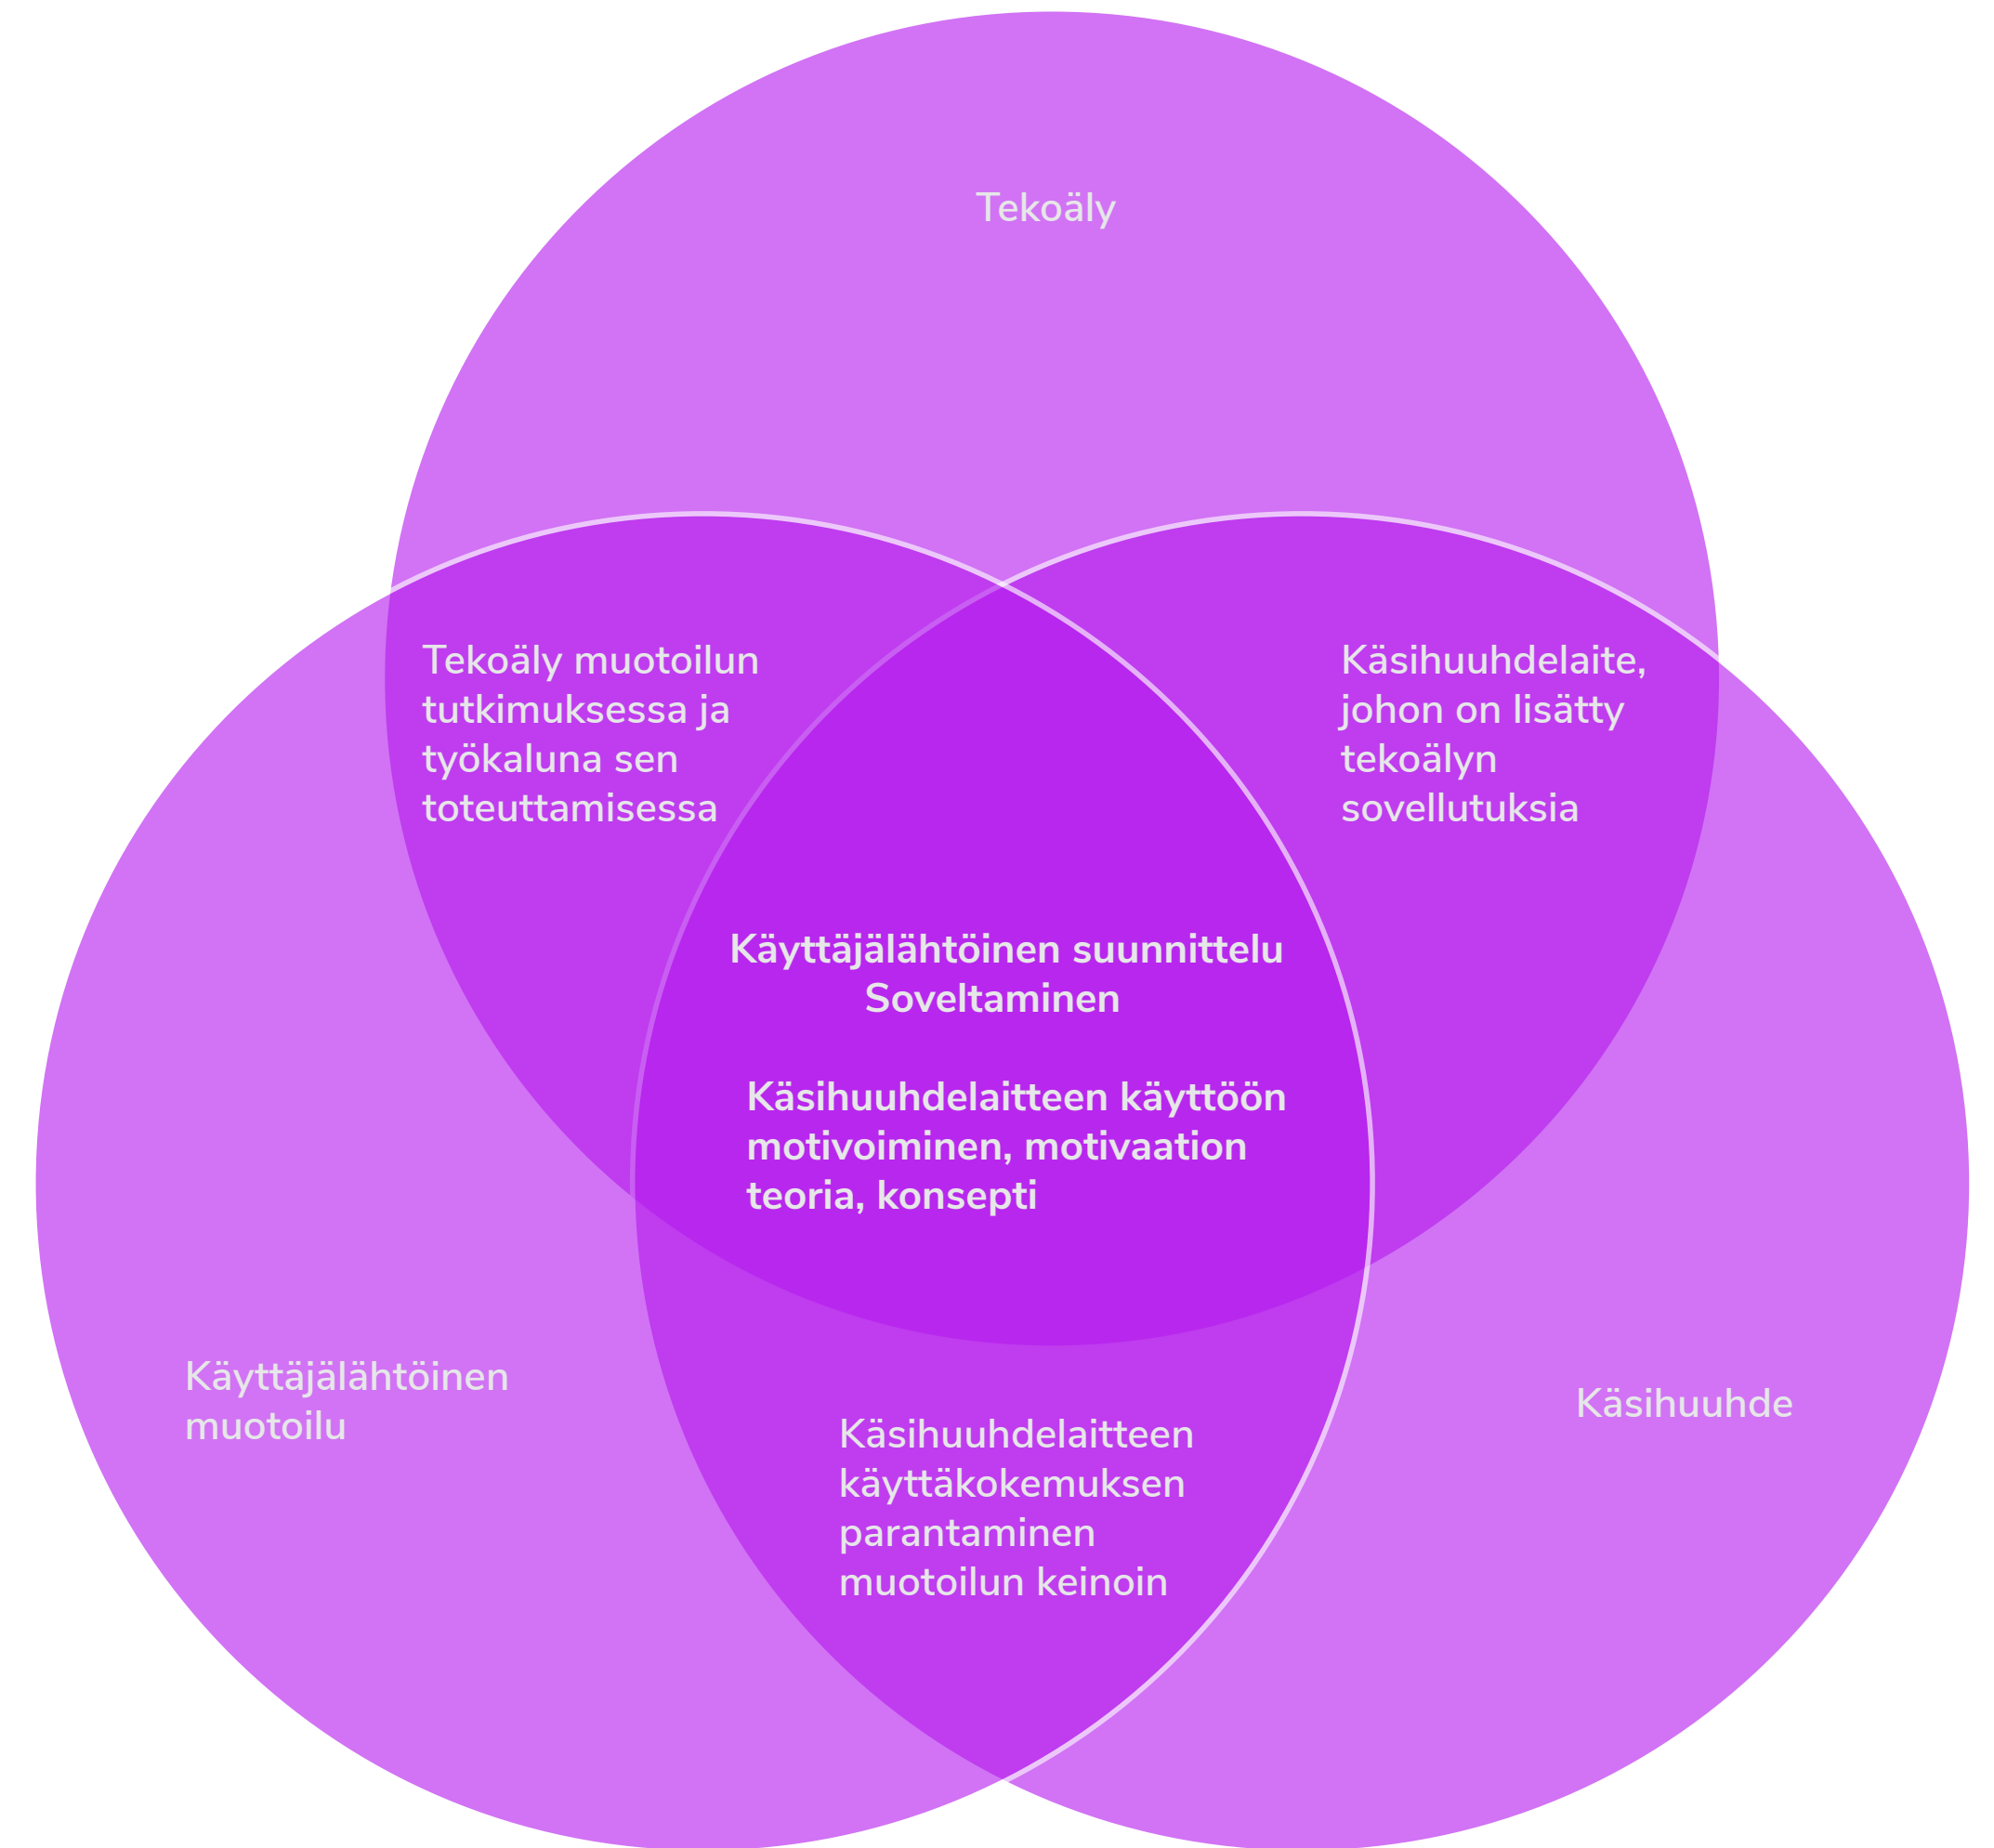 Tekoäly
Tekoäly muotoilun
tutkimuksessa ja
työkaluna sen
toteuttamisessa
Käsihuuhdelaite,
johon on lisätty
tekoälyn
sovellutuksia
Käyttäjälähtöinen suunnittelu
Soveltaminen
Käsihuuhdelaitteen käyttöön
motivoiminen, motivaation
teoria, konsepti
Käyttäjälähtöinen
muotoilu
Käsihuuhdelaitteen
käyttäkokemuksen
parantaminen
muotoilun keinoin
Käsihuuhde